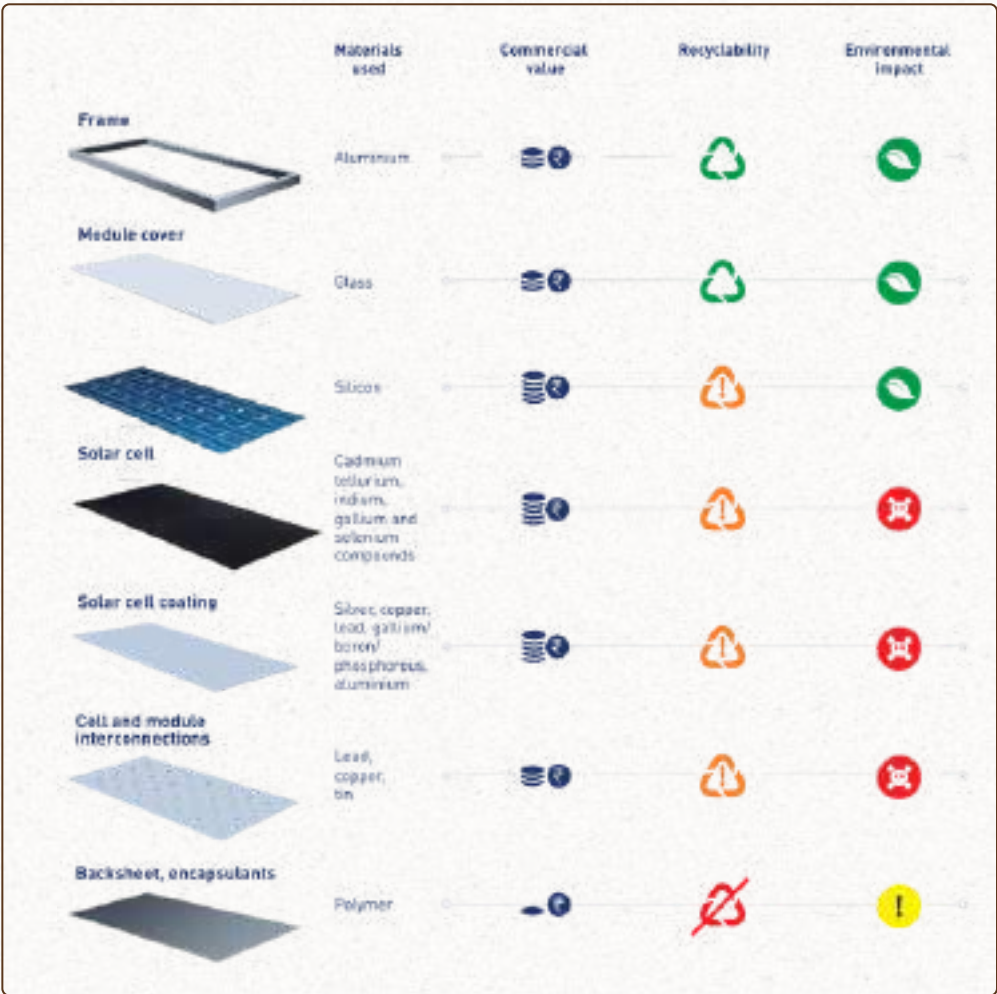 Materials
used
Commercial
value
Recyclability
Environmental
impact
Frame
Aluminium
Module cover
Glass
Silicon
Solar cell
Cadmium
tellurium,
indium,
gallium and
selenium
compounds
Solar cell coating
Silver, copper,
lead, gallium/
boron/
phosphorous,
aluminium
Cell and module
interconnections
Lead,
copper,
tin
Backsheet, encapsulants
Polymer